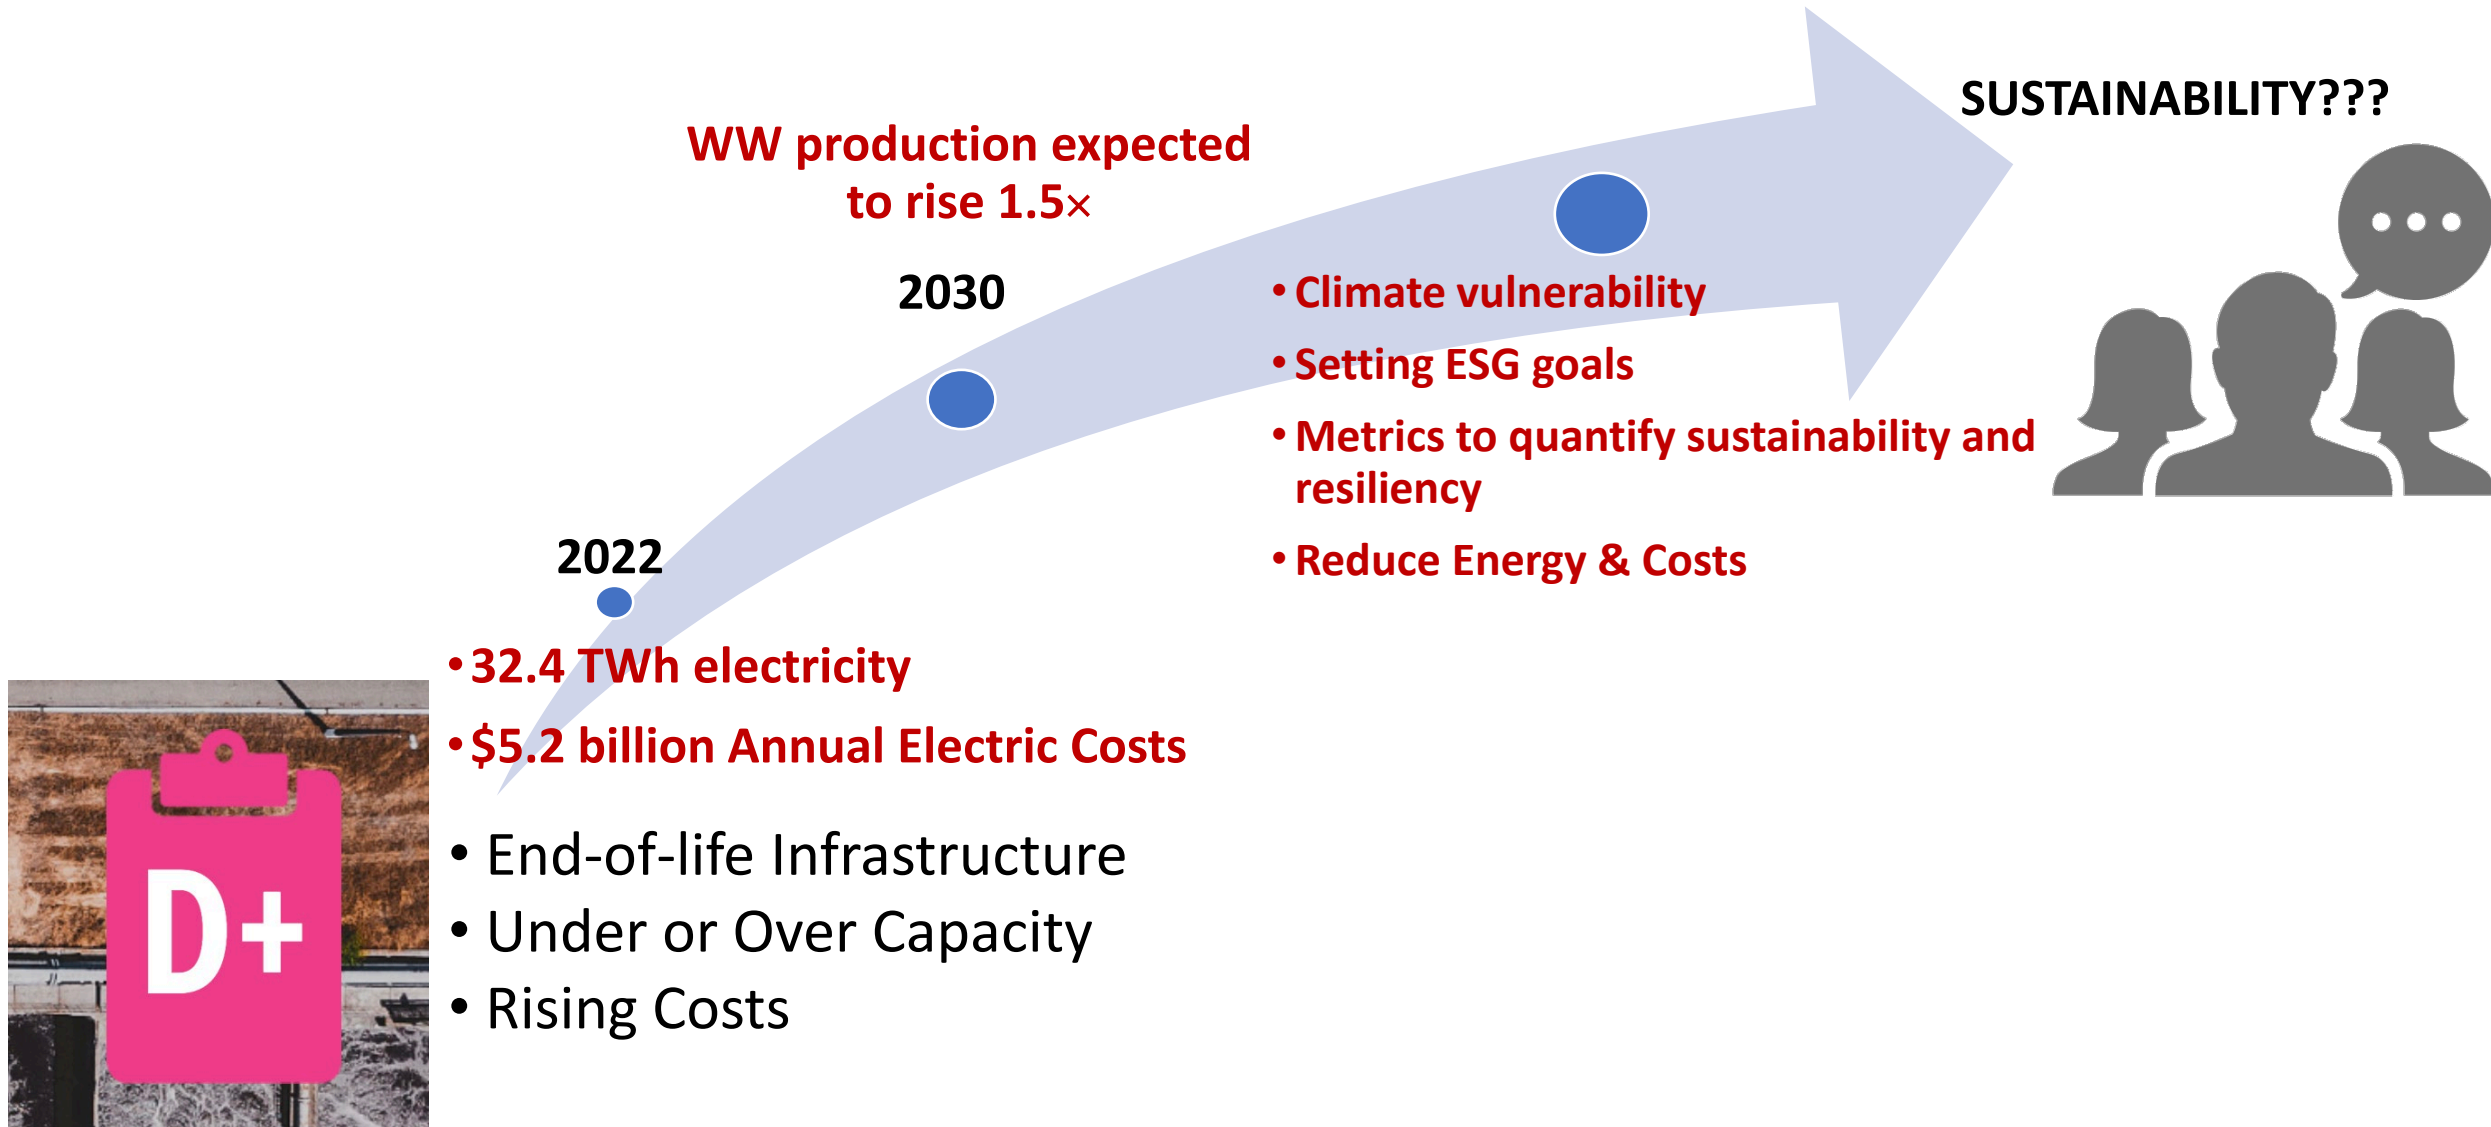 SUSTAINABILITY???
WW production expected
to rise 1.5×
2030
• Climate vulnerability
• Setting ESG goals
• Metrics to quantify sustainability and
resiliency
• Reduce Energy & Costs
2022
• 32.4 TWh electricity
• $5.2 billion Annual Electric Costs
D+
• End-of-life Infrastructure
• Under or Over Capacity
• Rising Costs